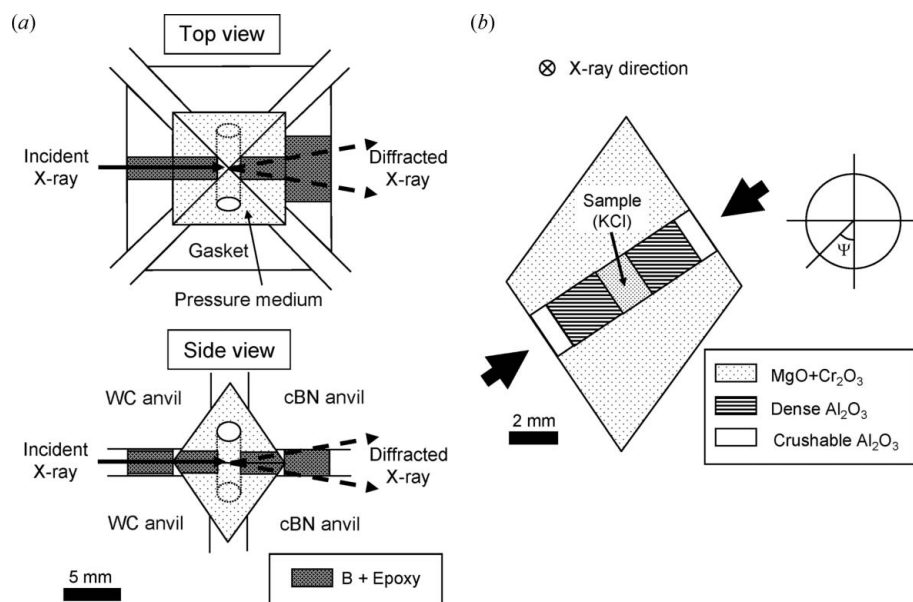 (a)
Top view
Incident
X-ray
Diffracted
X-ray
Gasket
Pressure medium
Side view
WC anvil
cBN anvil
Incident
X-ray
Diffracted
X-ray
WC anvil
cBN anvil
5 mm
B + Epoxy
(b)
⊗ X-ray direction
Sample
(KCl)
Ψ
2 mm
MgO+Cr₂O₃
Dense Al₂O₃
Crushable Al₂O₃